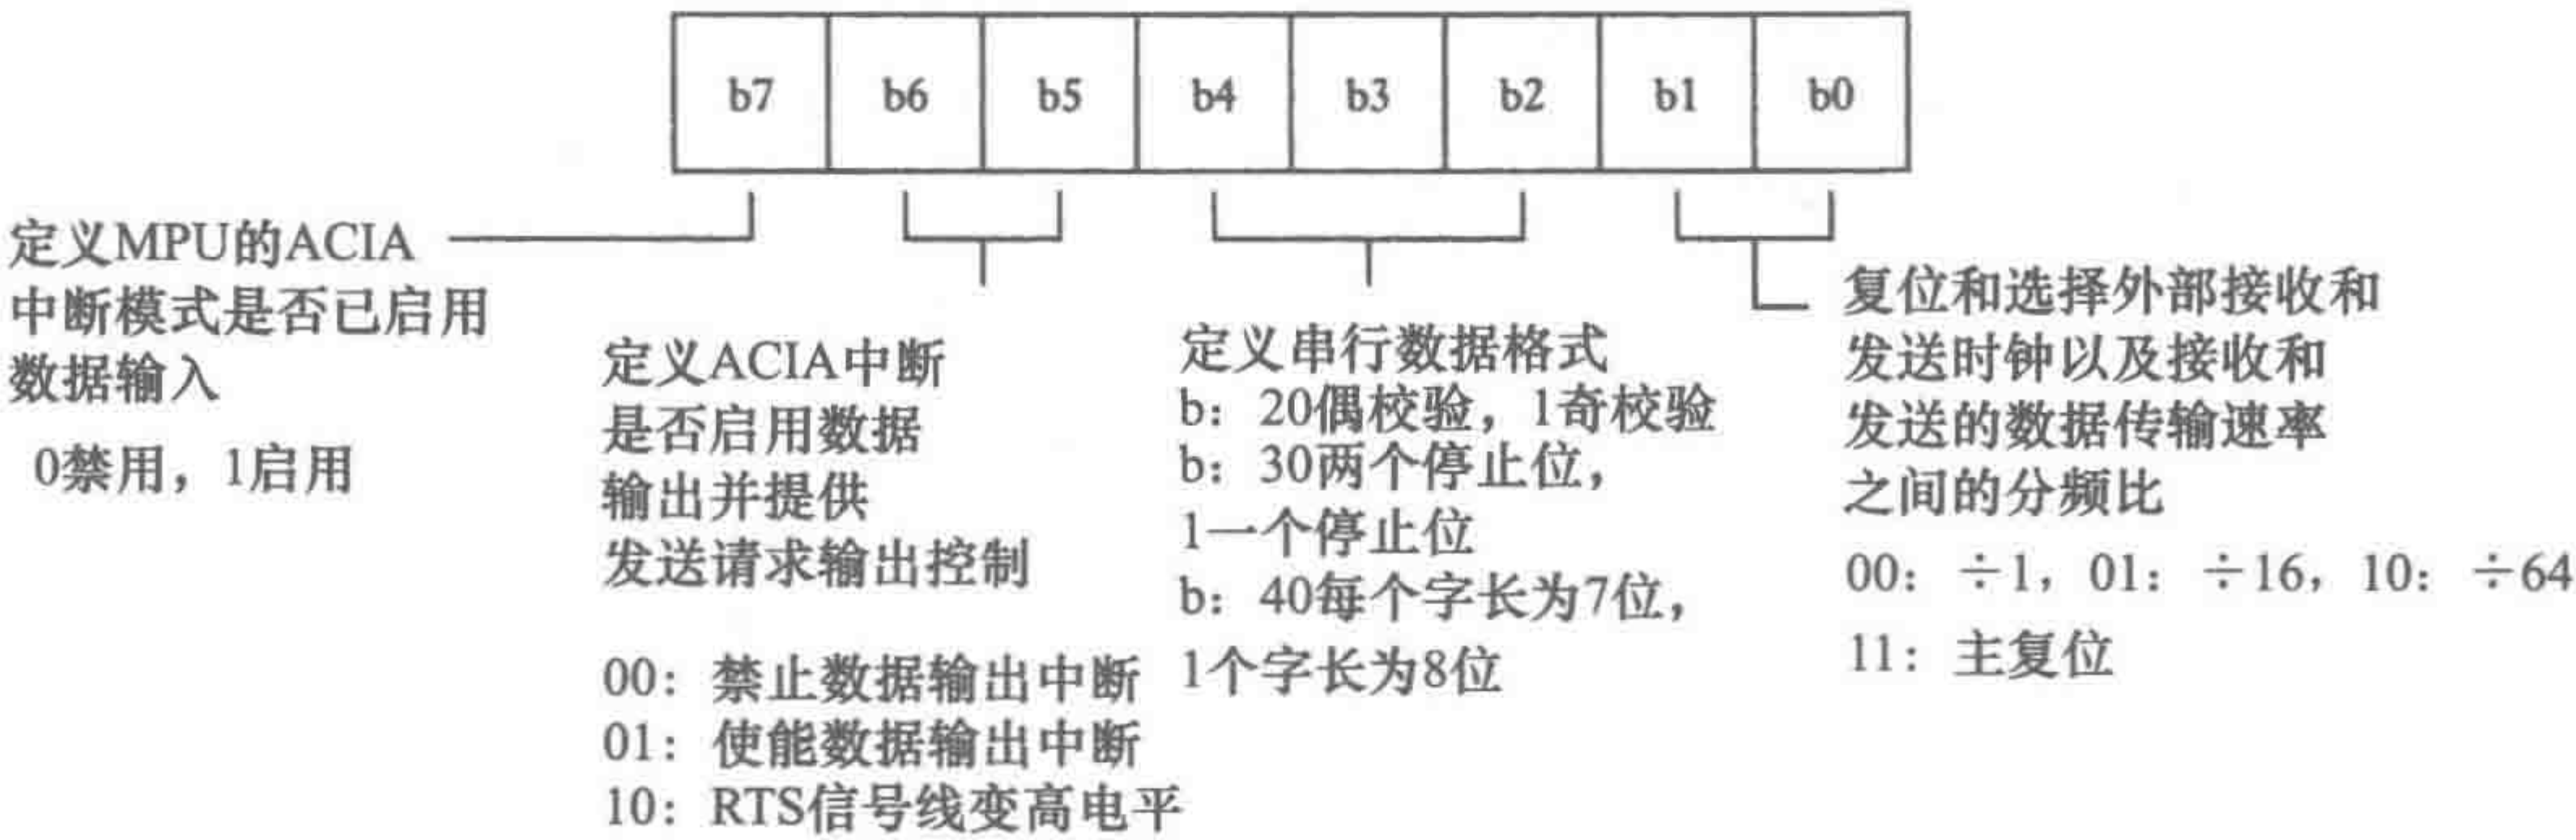 b7 b6 b5 b4 b3 b2 b1 b0
定义MPU的ACIA
中断模式是否已启用
数据输入
0禁用，1启用
定义ACIA中断
是否启用数据
输出并提供
发送请求输出控制
00：禁止数据输出中断
01：使能数据输出中断
10：RTS信号线变高电平
定义串行数据格式
b：20偶校验，1奇校验
b：30两个停止位，
1一个停止位
b：40每个字长为7位，
1个字长为8位
复位和选择外部接收和
发送时钟以及接收和
发送的数据传输速率
之间的分频比
00：÷1，01：÷16，10：÷64
11：主复位